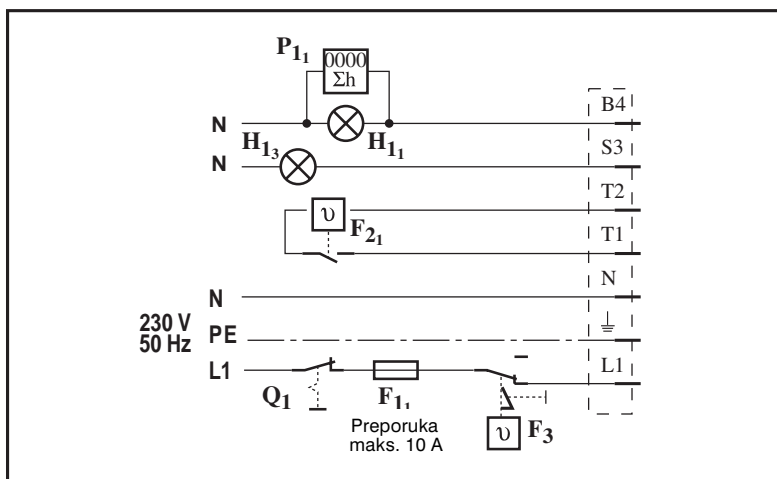 P1₁
0000
Σh
B4
N
H1₃
H1₁
S3
N
T2
υ
F2₁
T1
N
N
230 V
50 Hz
PE
L1
L1
Q1
F1₁
Preporuka
maks. 10 A
υ
F3